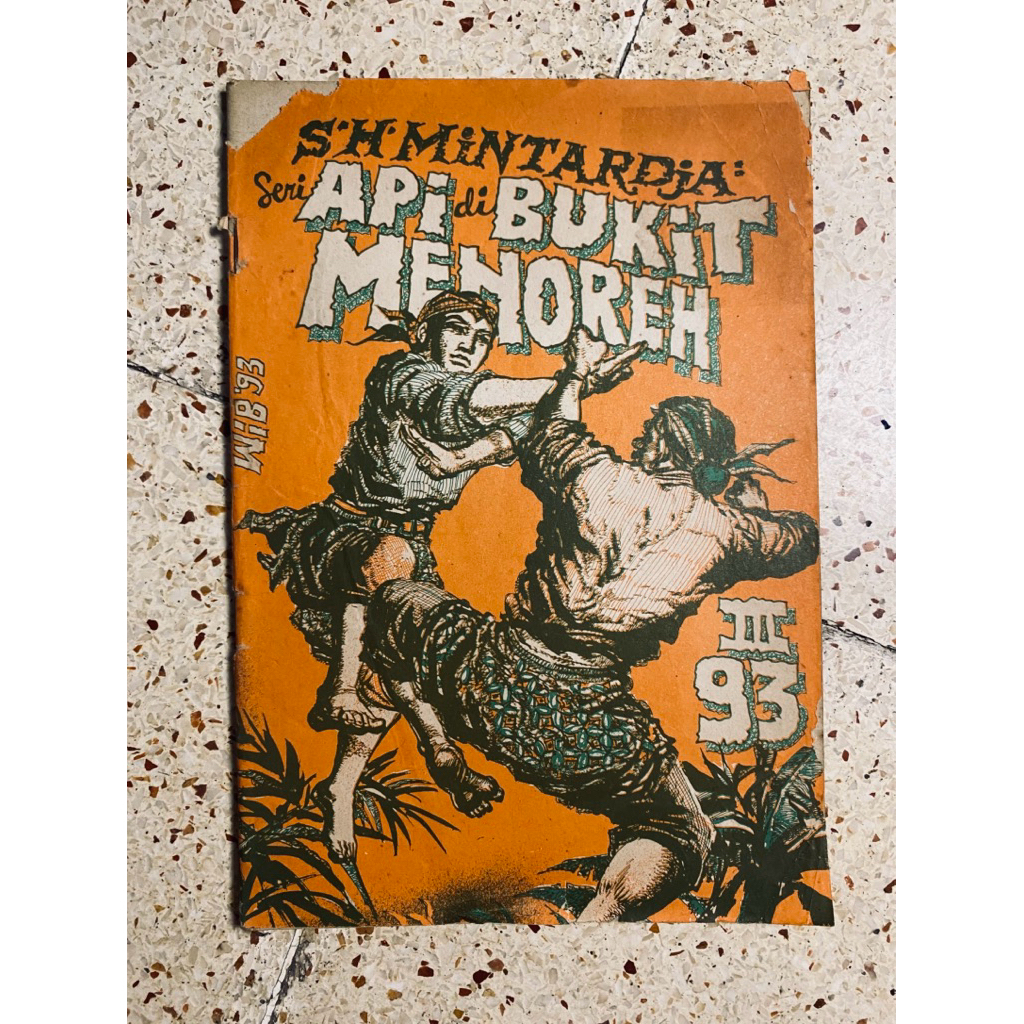 S·H·MiNTARDjA:
Seri APi di BUKiT
MENOREH
WHB '93
III
93